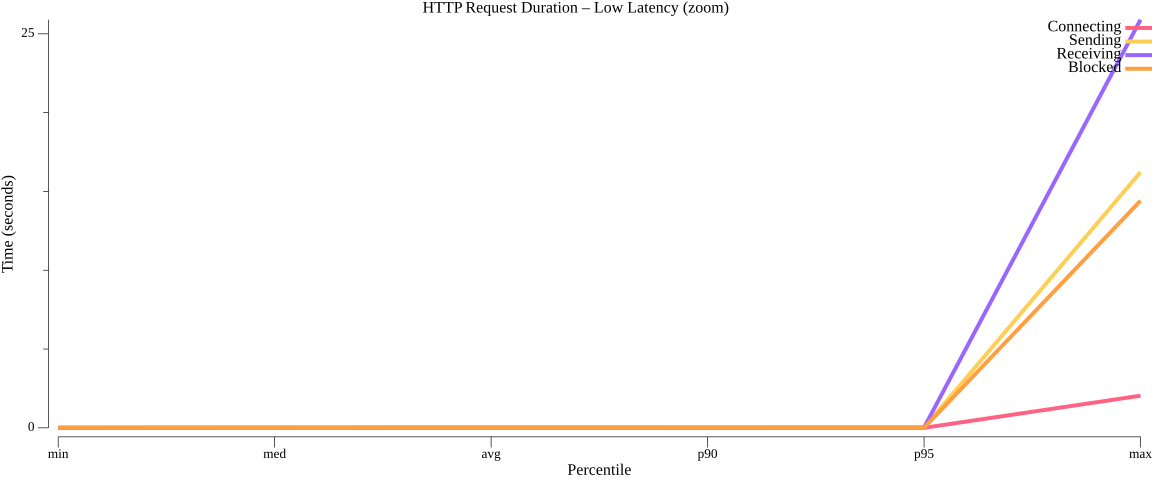 HTTP Request Duration – Low Latency (zoom)
Connecting
Sending
Receiving
Blocked
25
0
Time (seconds)
min med avg p90 p95 max
Percentile